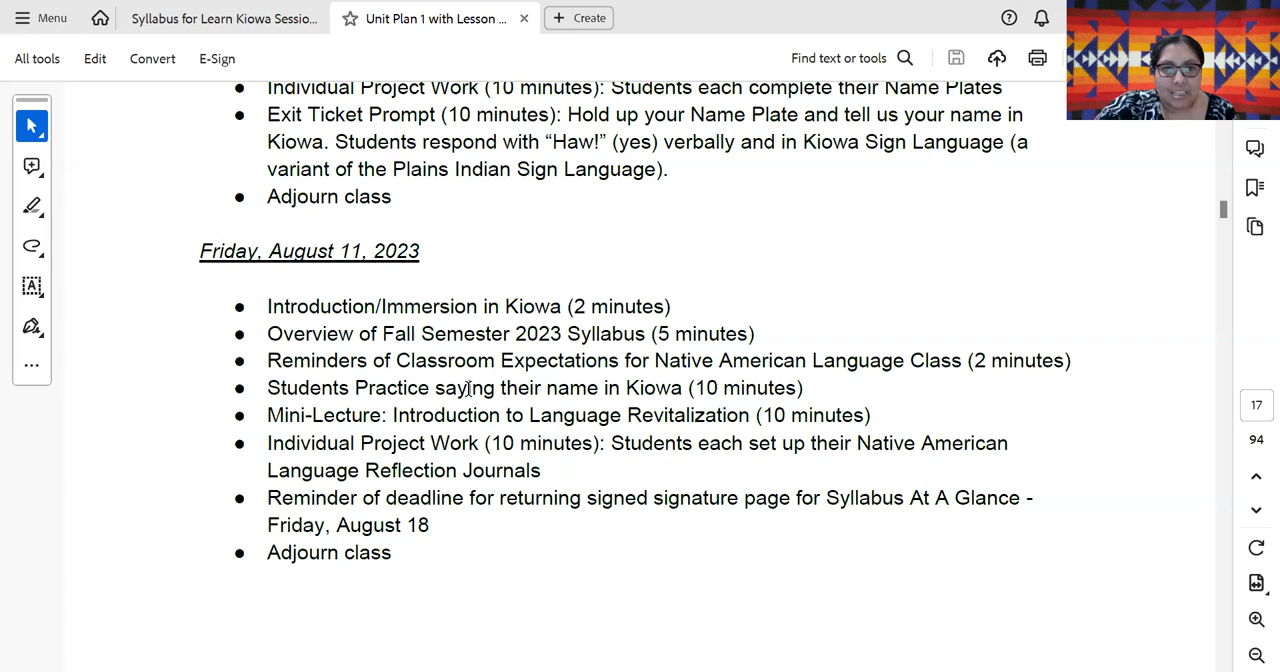 Menu
Syllabus for Learn Kiowa Sessio...
Unit Plan 1 with Lesson ...
Create
All tools
Edit
Convert
E-Sign
Find text or tools
● Individual Project Work (10 minutes): Students each complete their Name Plates
● Exit Ticket Prompt (10 minutes): Hold up your Name Plate and tell us your name in
Kiowa. Students respond with “Haw!” (yes) verbally and in Kiowa Sign Language (a
variant of the Plains Indian Sign Language).
● Adjourn class
Friday, August 11, 2023
● Introduction/Immersion in Kiowa (2 minutes)
● Overview of Fall Semester 2023 Syllabus (5 minutes)
● Reminders of Classroom Expectations for Native American Language Class (2 minutes)
● Students Practice saying their name in Kiowa (10 minutes)
● Mini-Lecture: Introduction to Language Revitalization (10 minutes)
● Individual Project Work (10 minutes): Students each set up their Native American
Language Reflection Journals
● Reminder of deadline for returning signed signature page for Syllabus At A Glance -
Friday, August 18
● Adjourn class
17
94